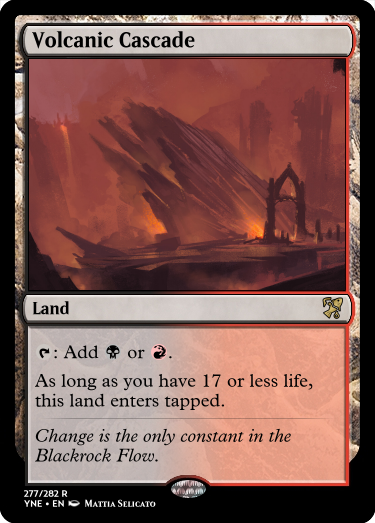 Volcanic Cascade
Land
: Add or .
As long as you have 17 or less life,
this land enters tapped.
Change is the only constant in the
Blackrock Flow.
277/282 R
YNE • EN Mattia Selicato